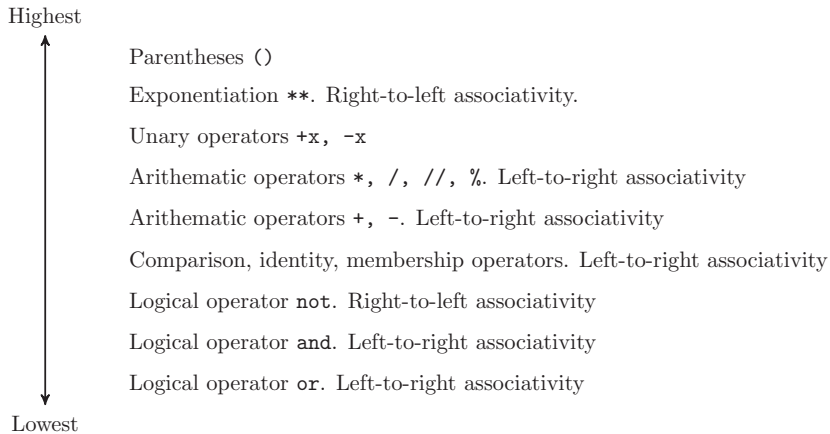 Highest
Parentheses ()
Exponentiation **. Right-to-left associativity.
Unary operators +x, -x
Arithematic operators *, /, //, %. Left-to-right associativity
Arithematic operators +, -. Left-to-right associativity
Comparison, identity, membership operators. Left-to-right associativity
Logical operator not. Right-to-left associativity
Logical operator and. Left-to-right associativity
Logical operator or. Left-to-right associativity
Lowest